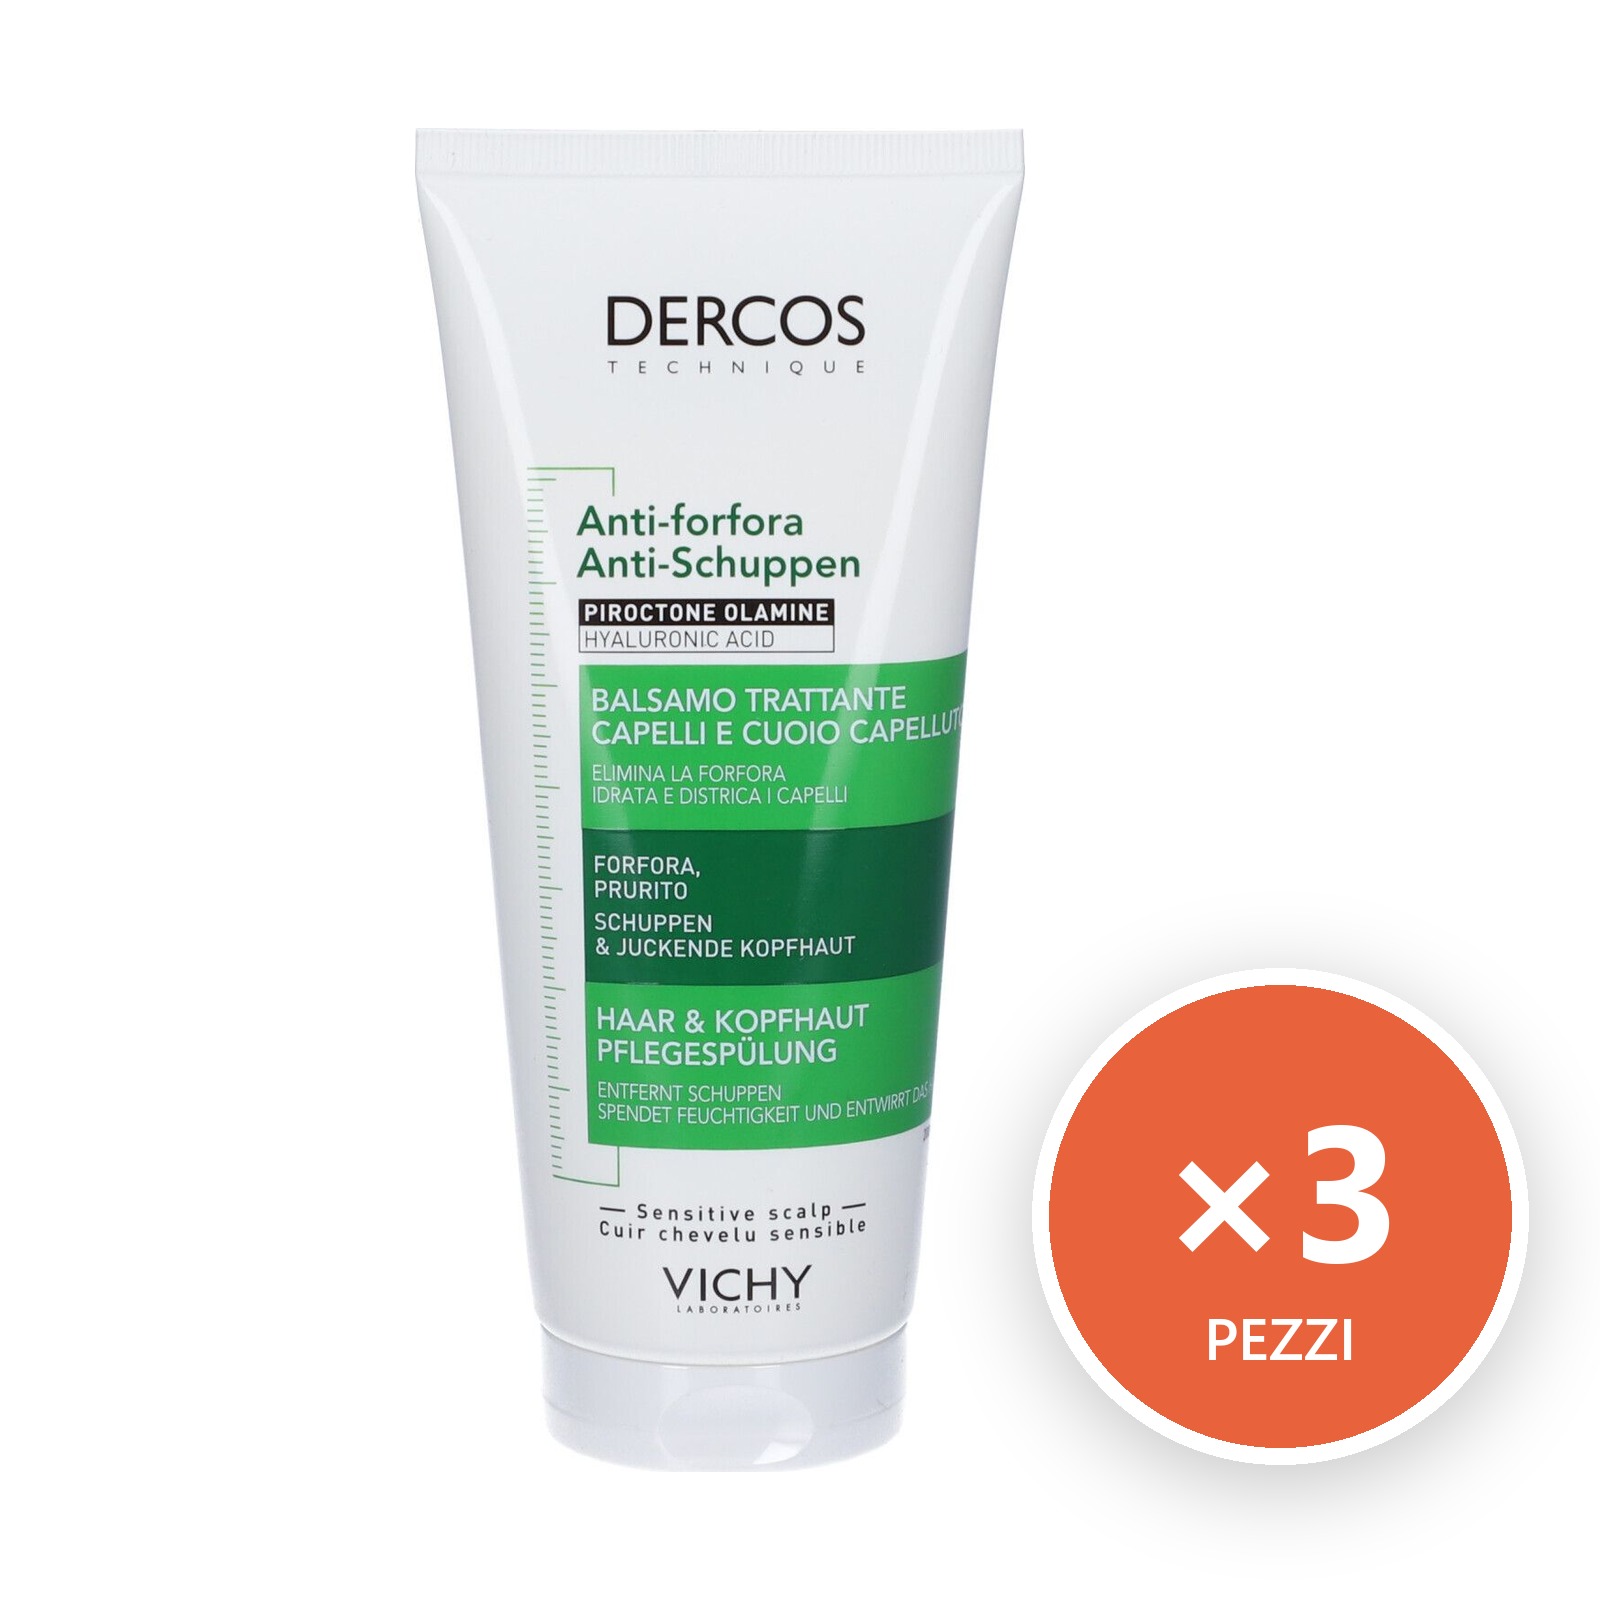 DERCOS
TECHNIQUE
Anti-forfora
Anti-Schuppen
PIROCTONE OLAMINE
HYALURONIC ACID
BALSAMO TRATTANTE
CAPELLI E CUOIO CAPELLUTO
ELIMINA LA FORFORA
IDRATA E DISTRICA I CAPELLI
FORFORA,
PRURITO
SCHUPPEN
& JUCKENDE KOPFHAUT
HAAR & KOPFHAUT
PFLEGESPÜLUNG
ENTFERNT SCHUPPEN
SPENDET FEUCHTIGKEIT UND ENTWIRRT DAS
— Sensitive scalp —
Cuir chevelu sensible
VICHY
LABORATOIRES
×3
PEZZI